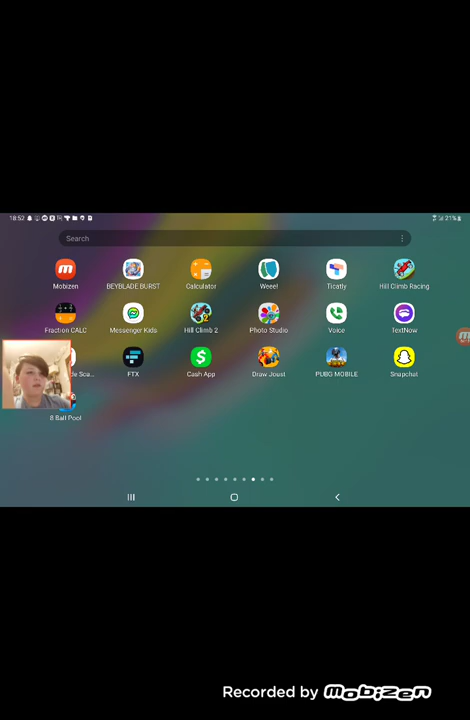 18:52
21%
Search
Mobizen
BEYBLADE BURST
Calculator
Weee!
Ticatly
Hill Climb Racing
Fraction CALC
Messenger Kids
Hill Climb 2
Photo Studio
Voice
TextNow
FTX
Cash App
Draw Joust
PUBG MOBILE
Snapchat
8 Ball Pool
Recorded by Mobizen